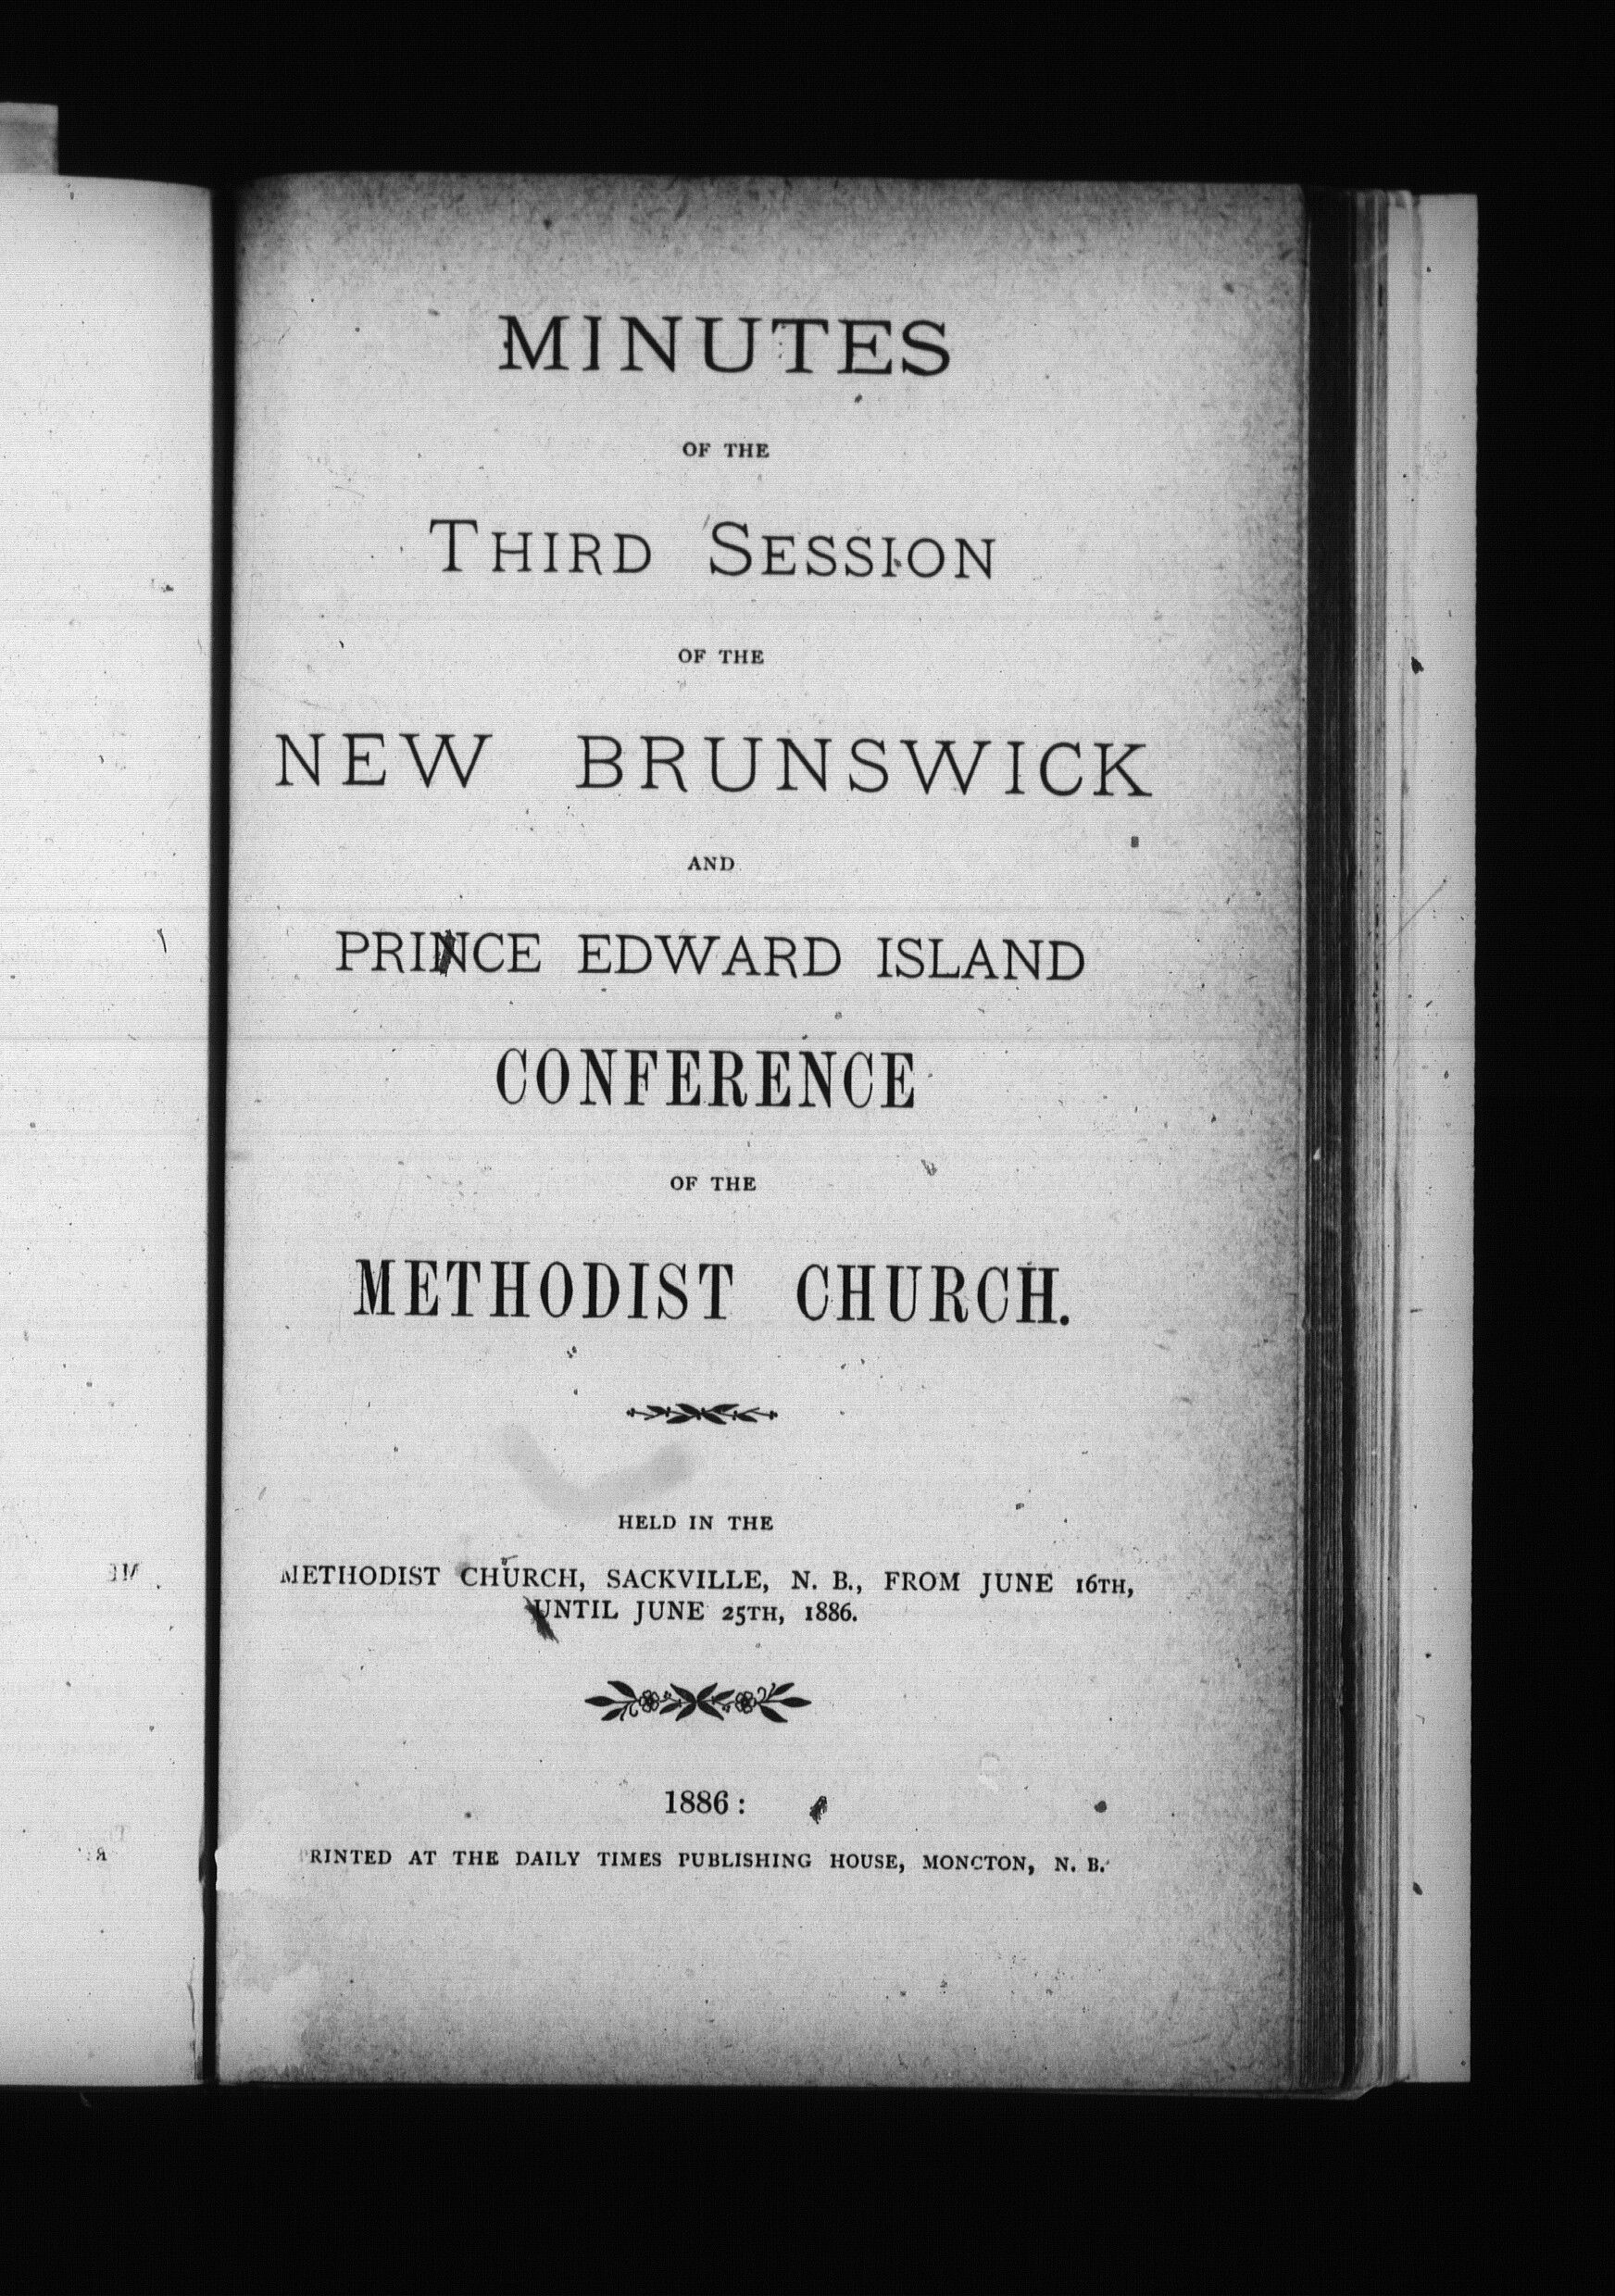 MINUTES
OF THE
THIRD SESSION
OF THE
NEW BRUNSWICK
AND
PRINCE EDWARD ISLAND
CONFERENCE
OF THE
METHODIST CHURCH.
HELD IN THE
METHODIST CHURCH, SACKVILLE, N. B., FROM JUNE 16TH,
UNTIL JUNE 25TH, 1886.
1886:
PRINTED AT THE DAILY TIMES PUBLISHING HOUSE, MONCTON, N. B.